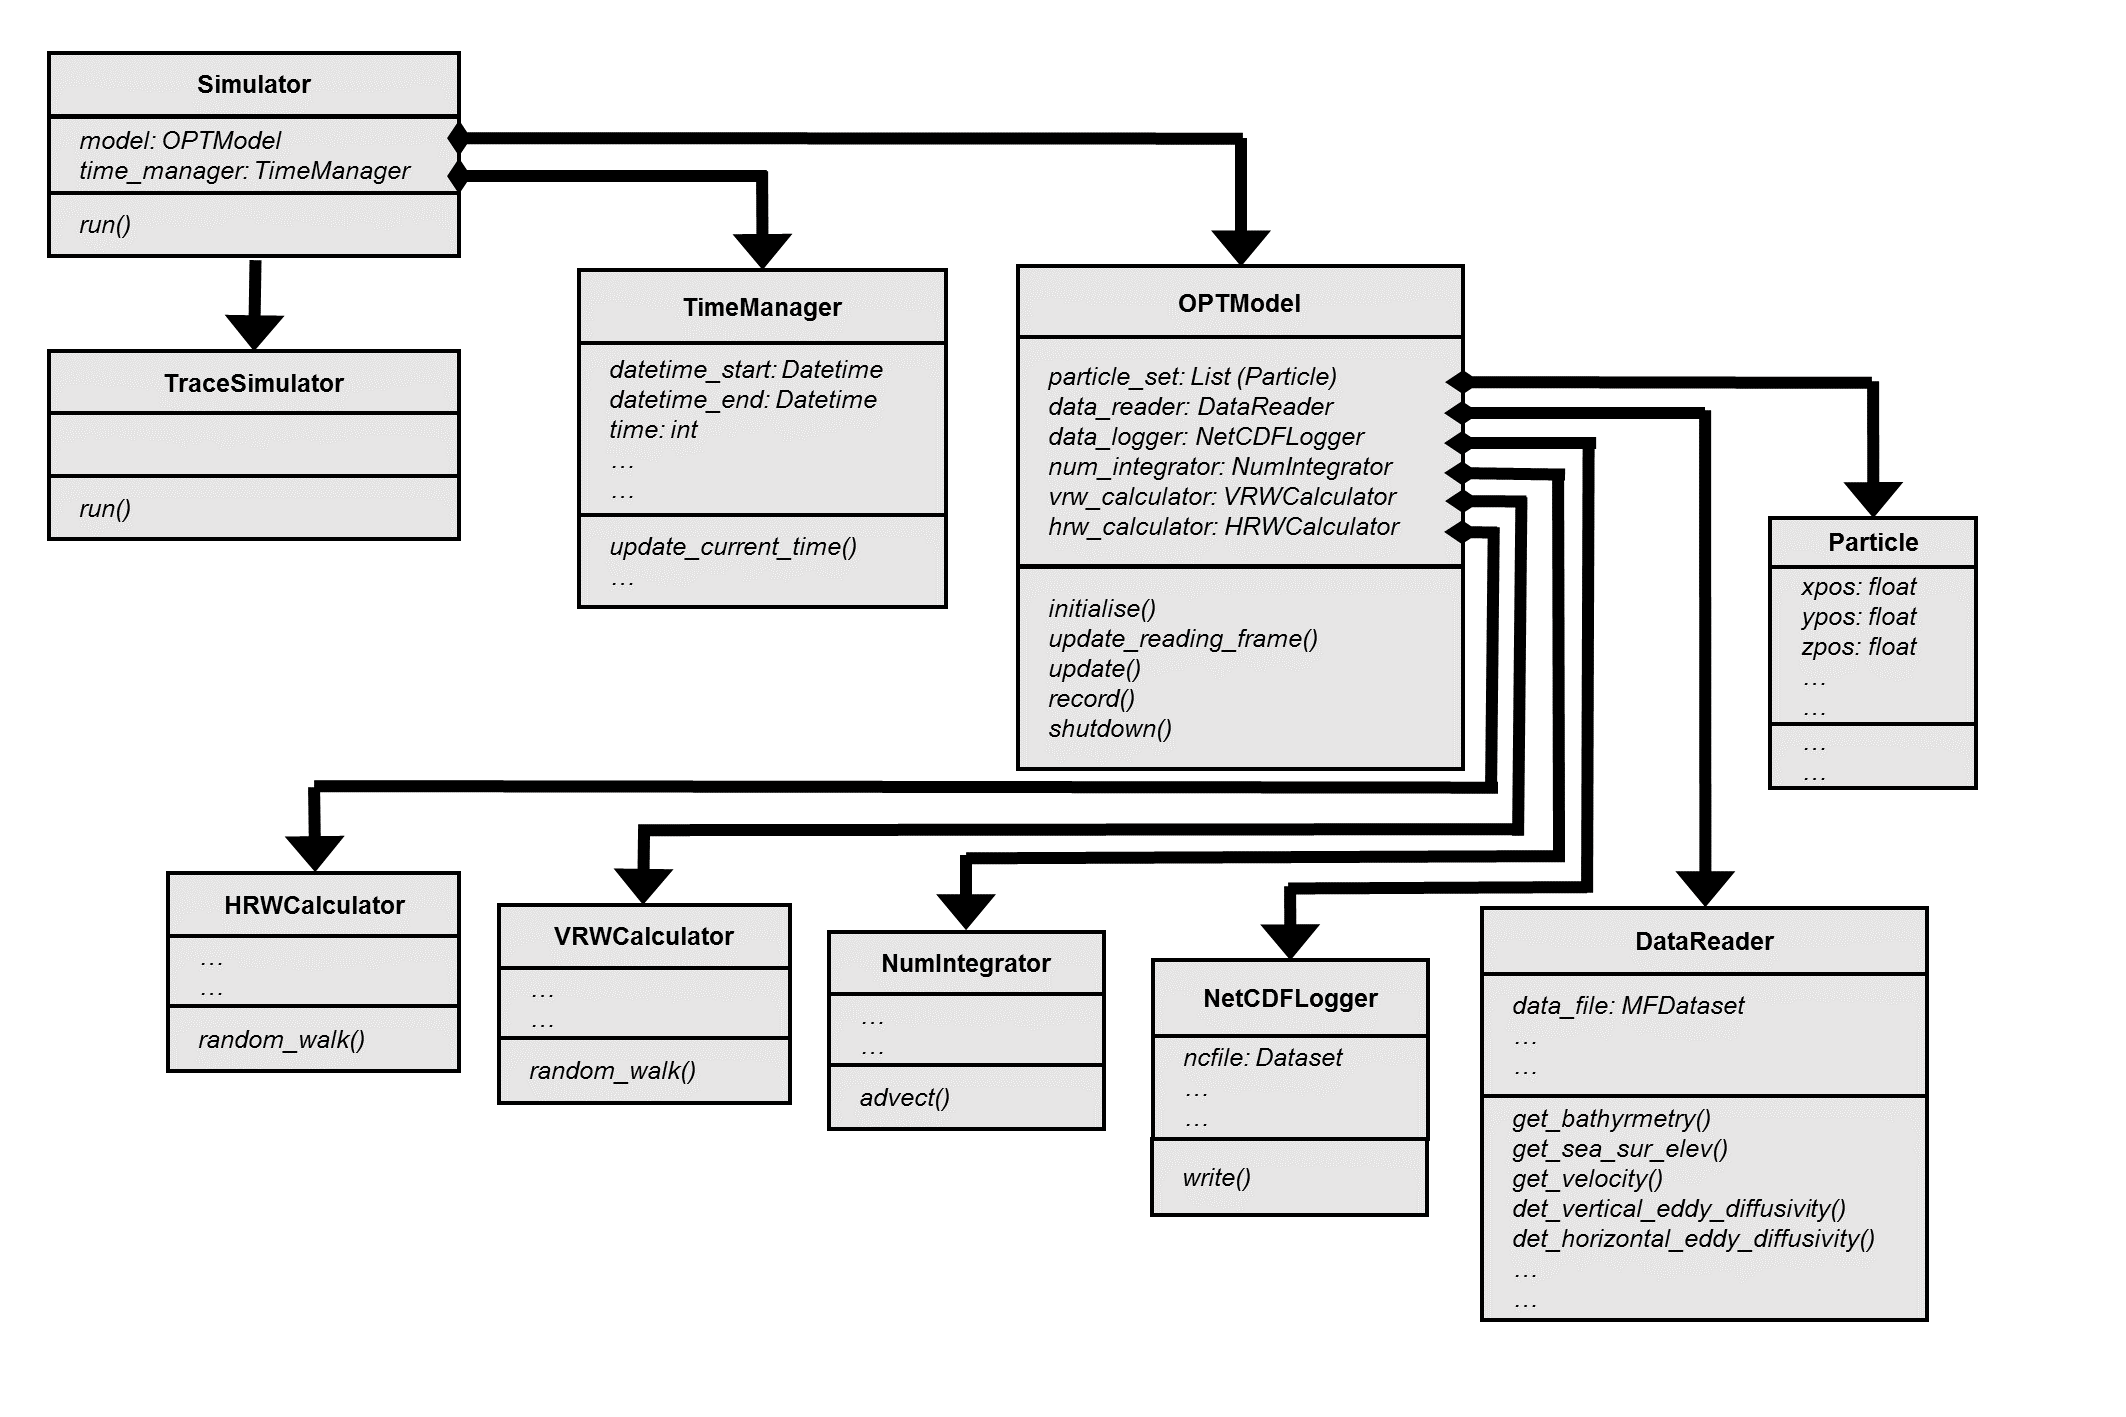 Simulator
model: OPTModel
time_manager: TimeManager
run()
TraceSimulator
run()
TimeManager
datetime_start: Datetime
datetime_end: Datetime
time: int
…
…
update_current_time()
…
OPTModel
particle_set: List (Particle)
data_reader: DataReader
data_logger: NetCDFLogger
num_integrator: NumIntegrator
vrw_calculator: VRWCalculator
hrw_calculator: HRWCalculator
initialise()
update_reading_frame()
update()
record()
shutdown()
Particle
xpos: float
ypos: float
zpos: float
…
…
…
…
HRWCalculator
…
…
random_walk()
VRWCalculator
…
…
random_walk()
NumIntegrator
…
…
advect()
NetCDFLogger
ncfile: Dataset
…
…
write()
DataReader
data_file: MFDataset
…
…
get_bathyrmetry()
get_sea_sur_elev()
get_velocity()
det_vertical_eddy_diffusivity()
det_horizontal_eddy_diffusivity()
…
…